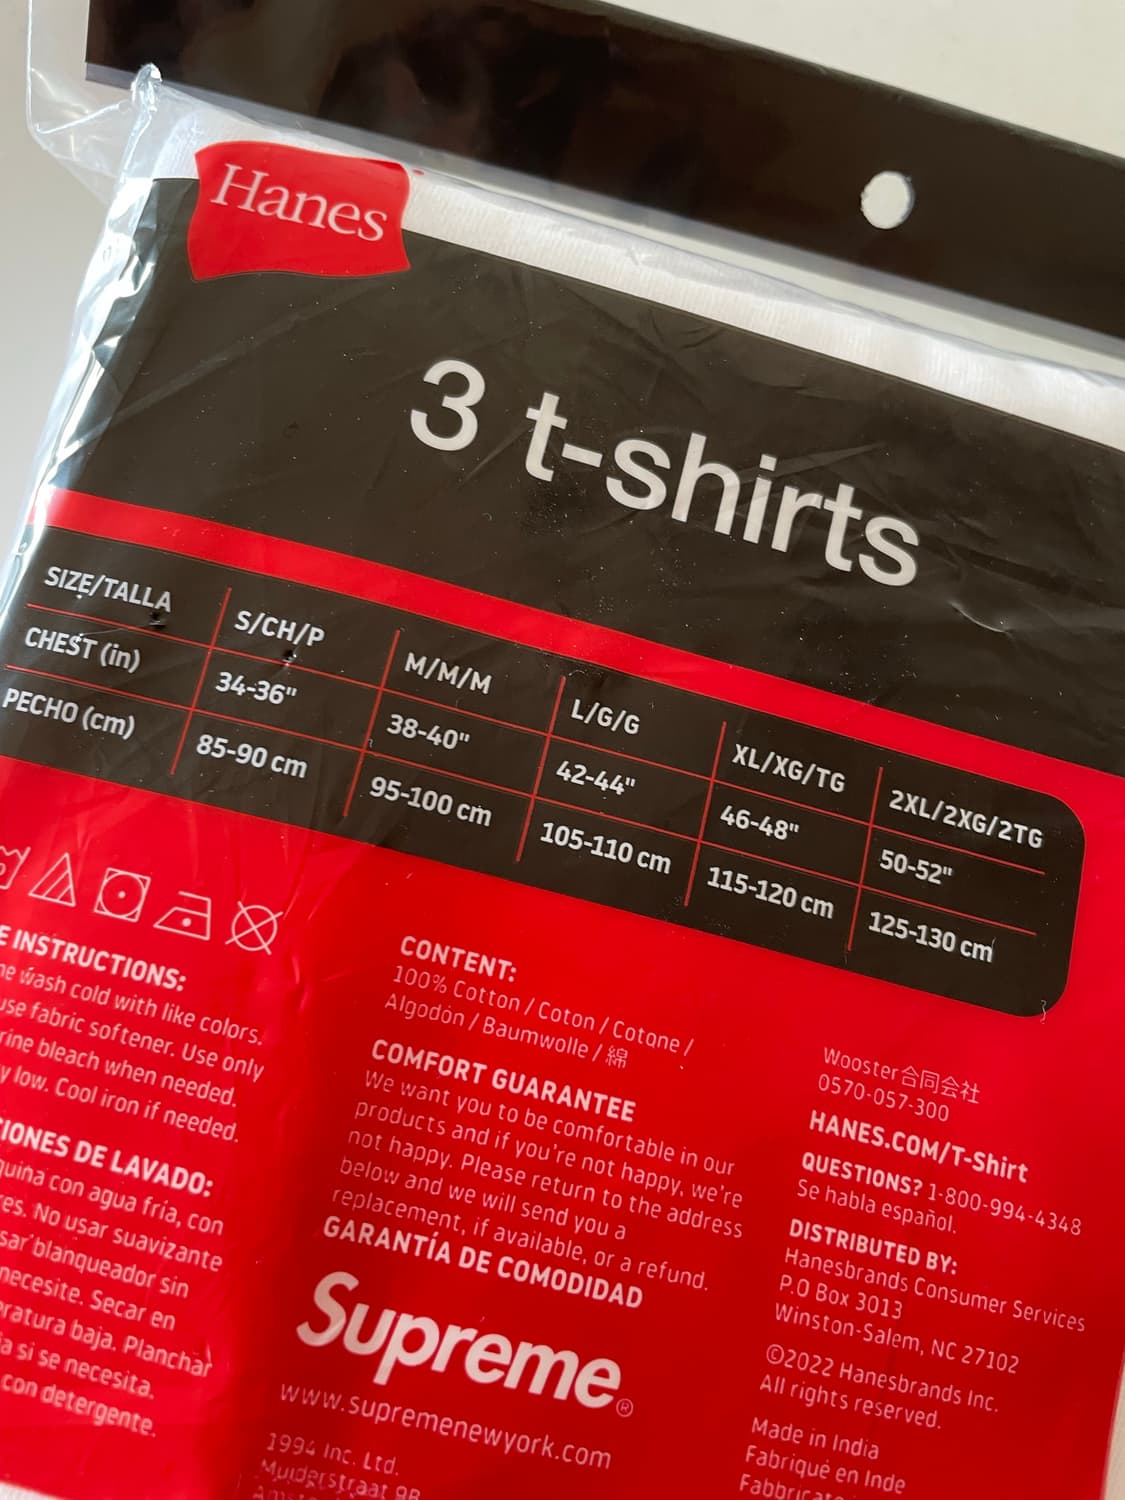 Hanes
3 t-shirts
SIZE/TALLA S/CH/P M/M/M L/G/G XL/XG/TG 2XL/2XG/2TG
CHEST (in) 34-36" 38-40" 42-44" 46-48" 50-52"
PECHO (cm) 85-90 cm 95-100 cm 105-110 cm 115-120 cm 125-130 cm
INSTRUCTIONS:
wash cold with like colors.
use fabric softener. Use only
bleach when needed.
low. Cool iron if needed.
DE LAVADO:
con agua fría, con
No usar suavizante
blanqueador sin
necesite. Secar en
baja. Planchar
si se necesita.
con detergente.
CONTENT:
100% Cotton / Coton / Cotone /
Algodón / Baumwolle / 綿
COMFORT GUARANTEE
We want you to be comfortable in our
products and if you're not happy, we're
not happy. Please return to the address
below and we will send you a
replacement, if available, or a refund.
GARANTÍA DE COMODIDAD
Supreme®
www.supremenewyork.com
1994 Inc. Ltd.
Muiderstraat 9B
Wooster合同会社
0570-057-300
HANES.COM/T-Shirt
QUESTIONS? 1-800-994-4348
Se habla español.
DISTRIBUTED BY:
Hanesbrands Consumer Services
P.O Box 3013
Winston-Salem, NC 27102
©2022 Hanesbrands Inc.
All rights reserved.
Made in India
Fabriqué en Inde